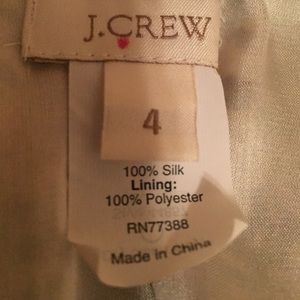 J.CREW
4
100% Silk
Lining:
100% Polyester
RN77388
Made in China